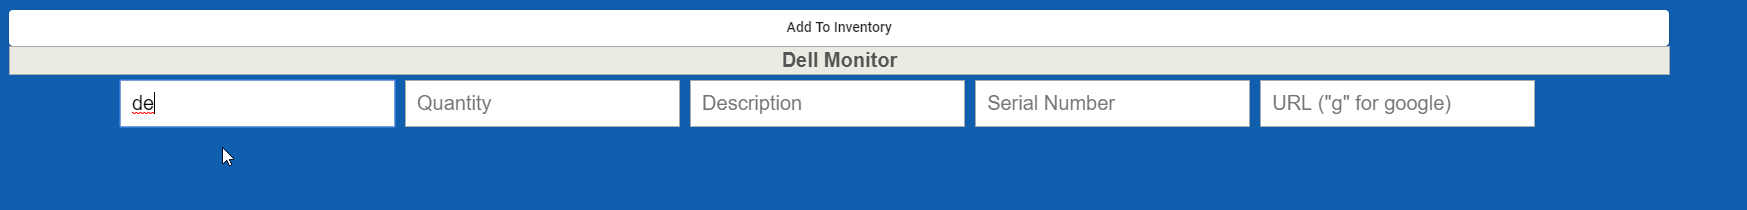 Add To Inventory
Dell Monitor
de Quantity Description Serial Number URL ("g" for google)